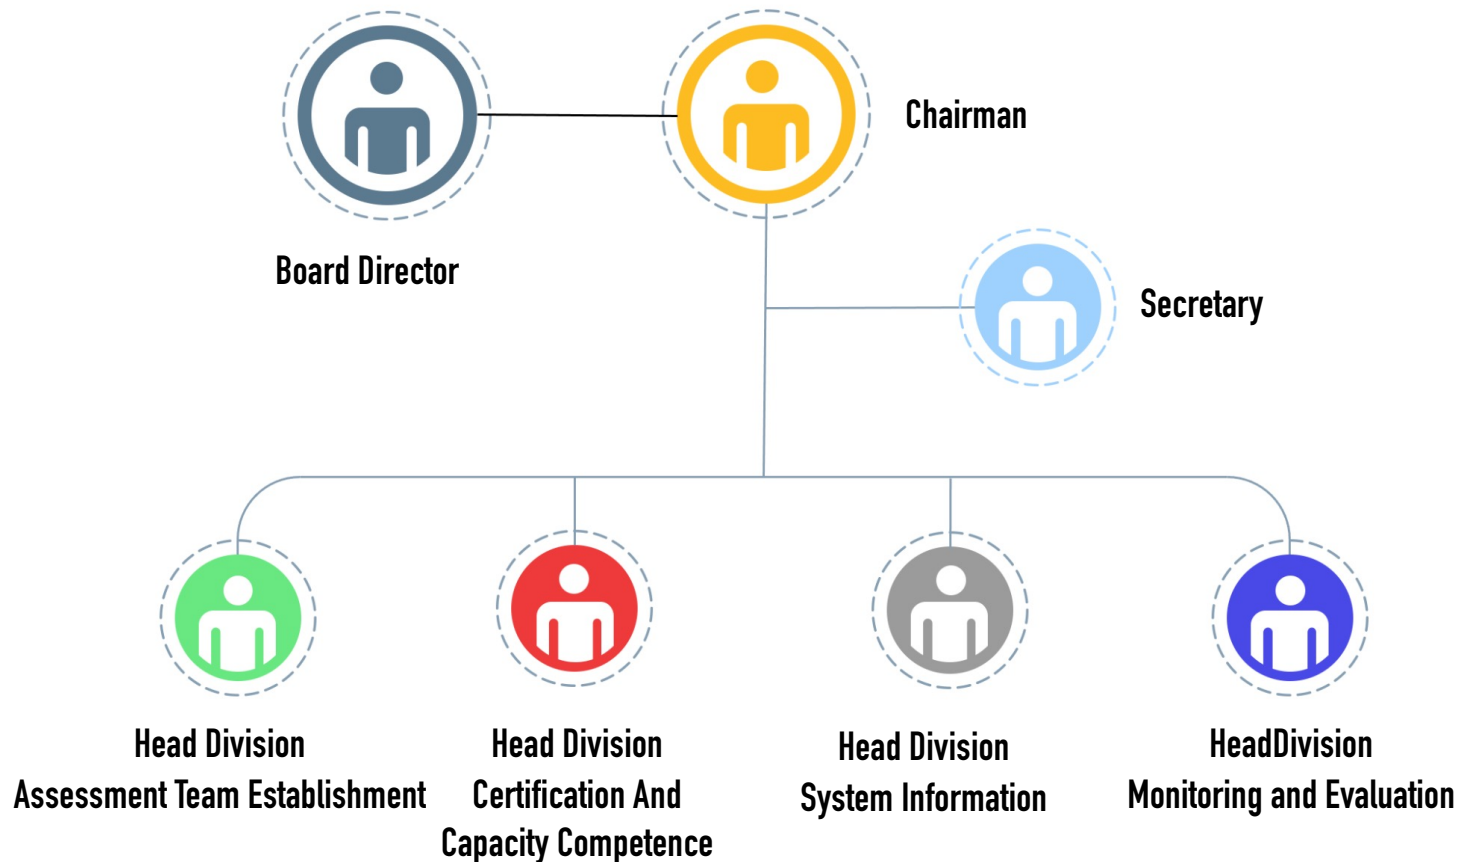 Chairman
Board Director
Secretary
Head Division
Assessment Team Establishment
Head Division
Certification And
Capacity Competence
Head Division
System Information
HeadDivision
Monitoring and Evaluation